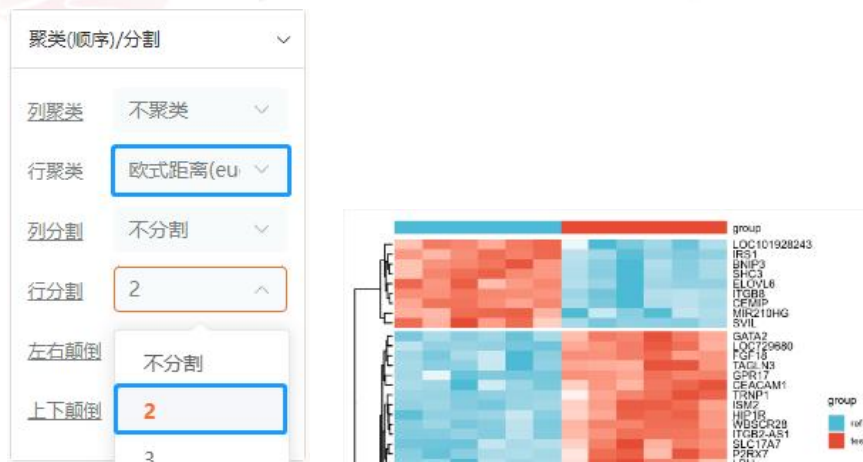 聚类(顺序)/分割
列聚类 不聚类
行聚类 欧式距离(eu
列分割 不分割
行分割 2
左右颠倒
不分割
上下颠倒
2
3
group
LOC101928243
IRS1
BNIP3
SHC3
ELOVL6
ITGB8
CEMIP
MIR210HG
SVIL
GATA2
LOC729680
FGF18
TAGLN3
GPR17
CEACAM1
TRNP1
ISM2
HIP1R
WBSCR28
ITGB2-AS1
SLC17A7
P2RX7
group
ref